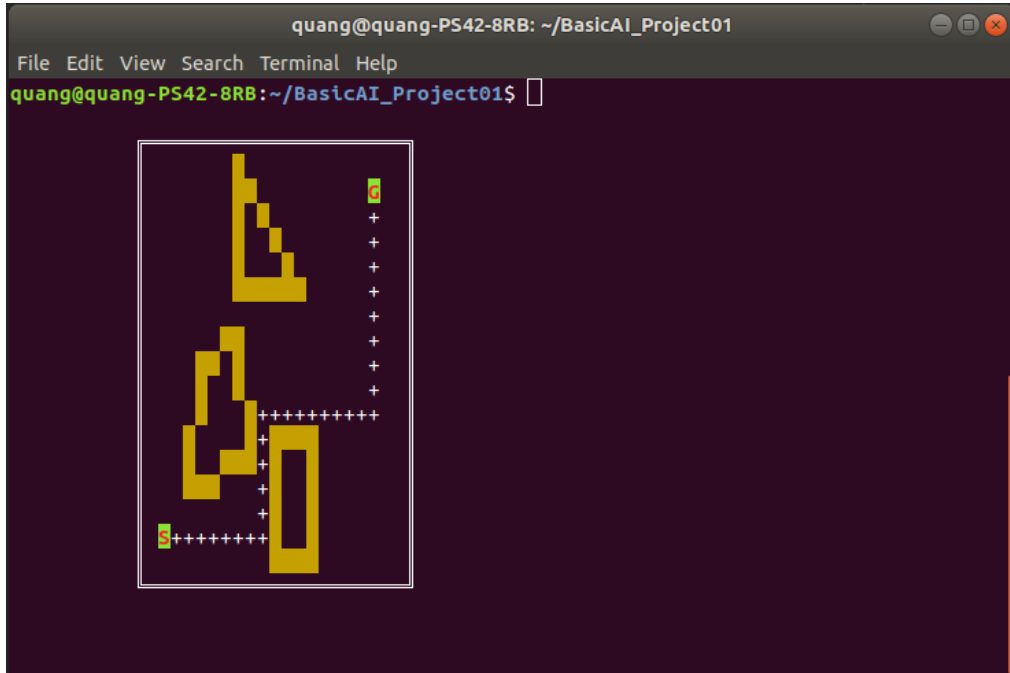 quang@quang-PS42-8RB: ~/BasicAI_Project01
File Edit View Search Terminal Help
quang@quang-PS42-8RB:~/BasicAI_Project01$
G
+
+
+
+
+
+
+
+
++++++++++
+
+
+
+
S++++++++